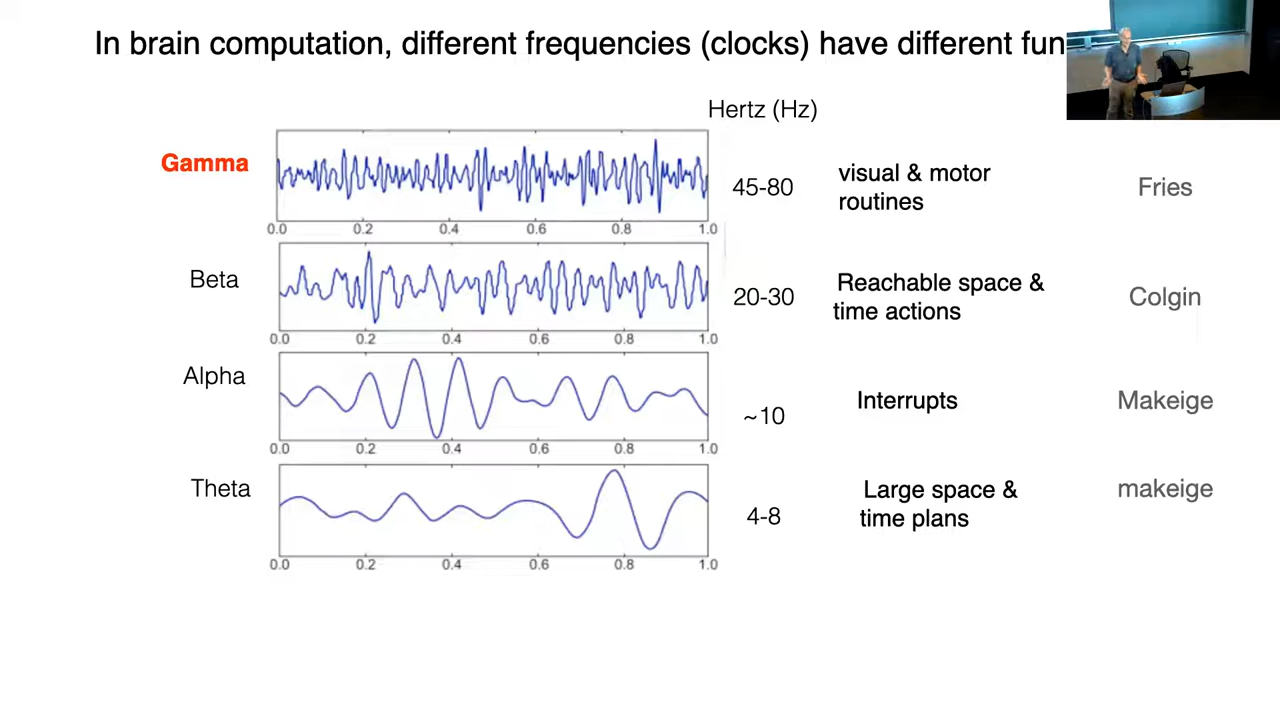 In brain computation, different frequencies (clocks) have different fun
Hertz (Hz)
Gamma
0.0 0.2 0.4 0.6 0.8 1.0
45-80
visual & motor
routines
Fries
Beta
0.0 0.2 0.4 0.6 0.8 1.0
20-30
Reachable space &
time actions
Colgin
Alpha
0.0 0.2 0.4 0.6 0.8 1.0
~10
Interrupts
Makeige
Theta
0.0 0.2 0.4 0.6 0.8 1.0
4-8
Large space &
time plans
makeige